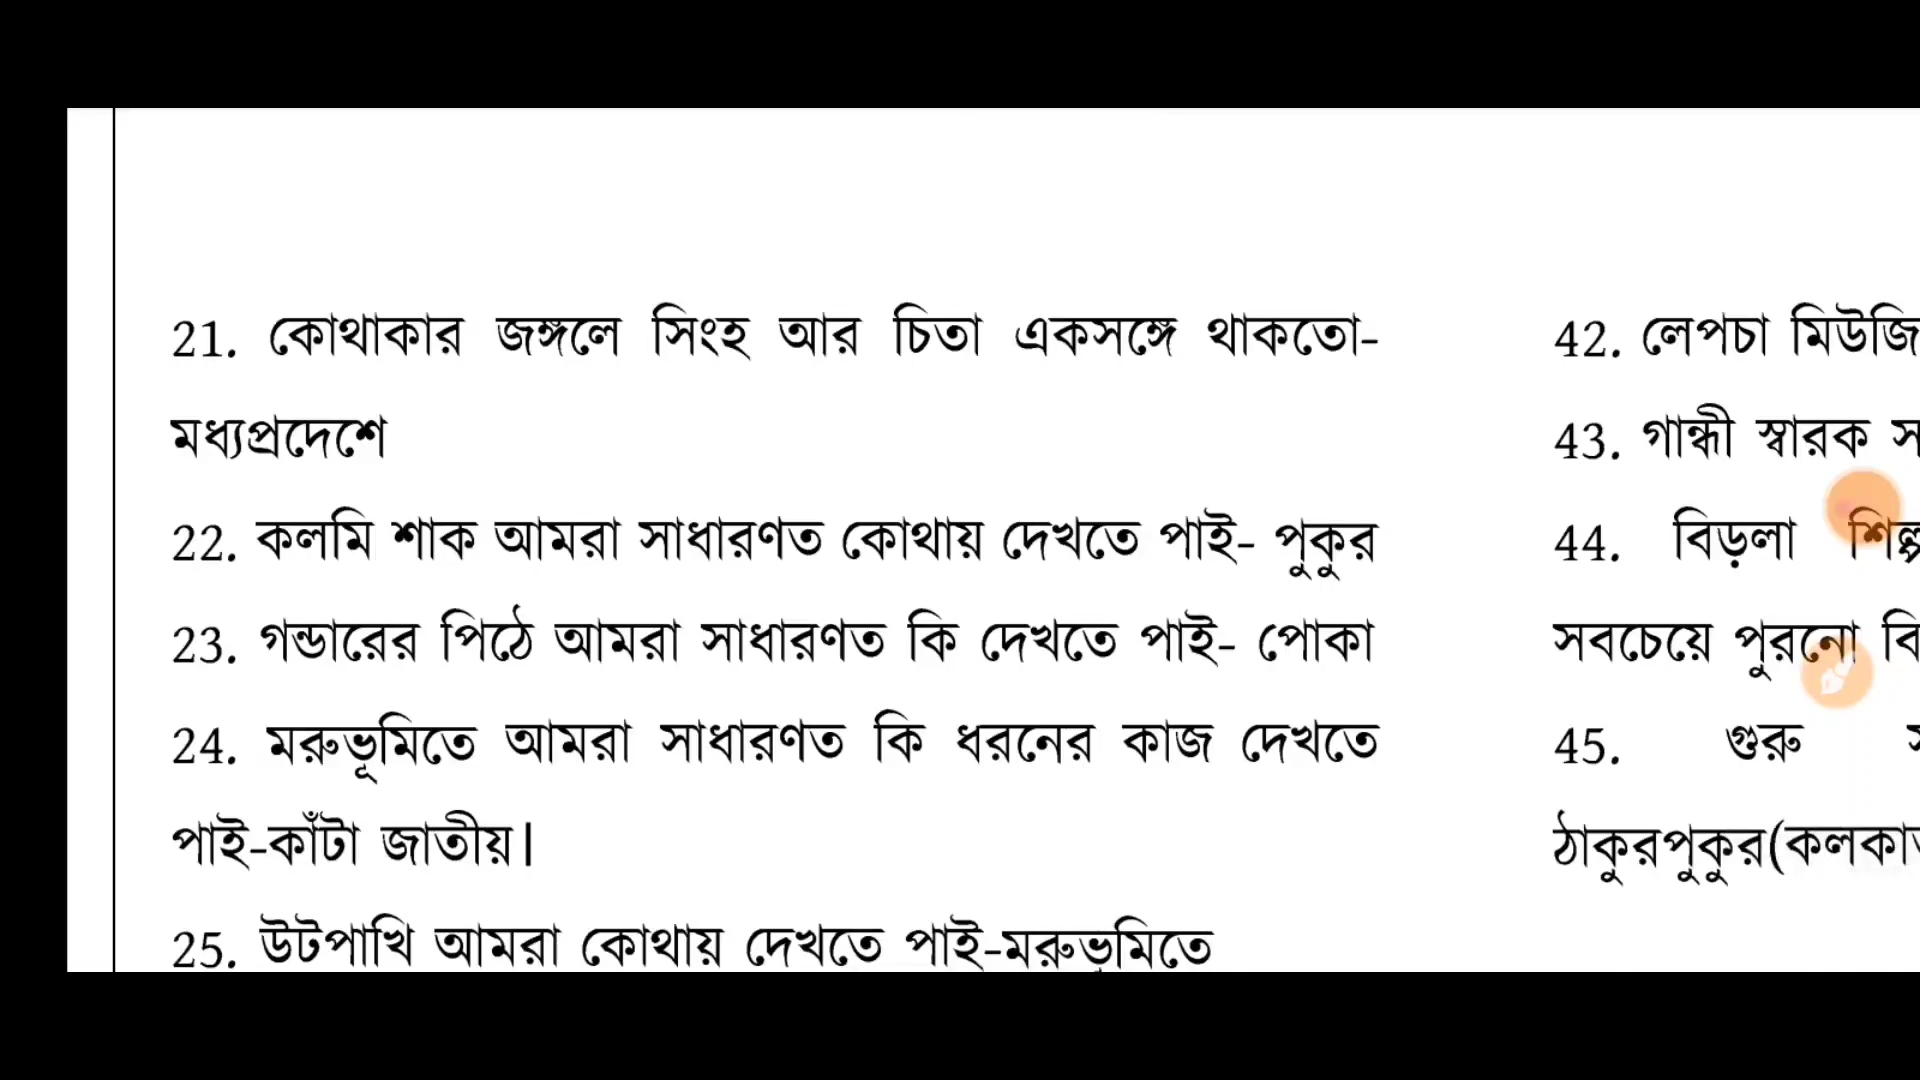 21. কোথাকার জঙ্গলে সিংহ আর চিতা একসঙ্গে থাকতো-
মধ্যপ্রদেশে
22. কলমি শাক আমরা সাধারণত কোথায় দেখতে পাই- পুকুর
23. গন্ডারের পিঠে আমরা সাধারণত কি দেখতে পাই- পোকা
24. মরুভূমিতে আমরা সাধারণত কি ধরনের কাজ দেখতে
পাই-কাঁটা জাতীয়।
25. উটপাখি আমরা কোথায় দেখতে পাই-মরুভূমিতে
42. লেপচা
43. গান্ধী স্বারক
44. বিড়লা
সবচেয়ে পুরনো
45. গুরু
ঠাকুরপুকুর(